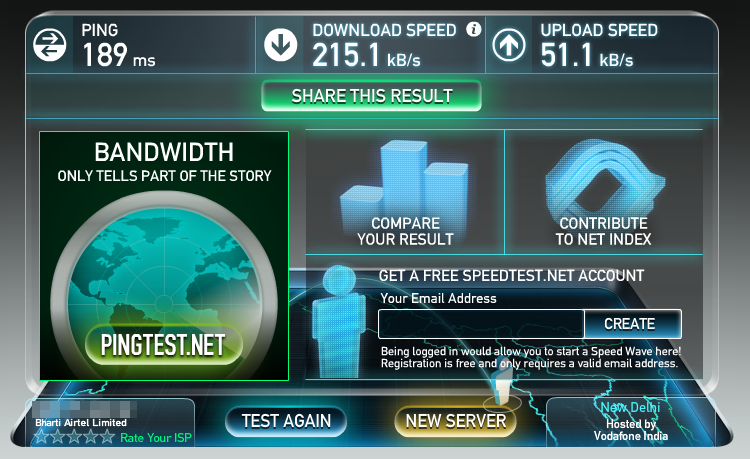 PING
189 ms
DOWNLOAD SPEED
215.1 kB/s
UPLOAD SPEED
51.1 kB/s
SHARE THIS RESULT
BANDWIDTH
ONLY TELLS PART OF THE STORY
PINGTEST.NET
COMPARE
YOUR RESULT
CONTRIBUTE
TO NET INDEX
GET A FREE SPEEDTEST.NET ACCOUNT
Your Email Address
CREATE
Being logged in would allow you to start a Speed Wave here!
Registration is free and only requires a valid email address.
Bharti Airtel Limited
Rate Your ISP
TEST AGAIN
NEW SERVER
New Delhi
Hosted by
Vodafone India